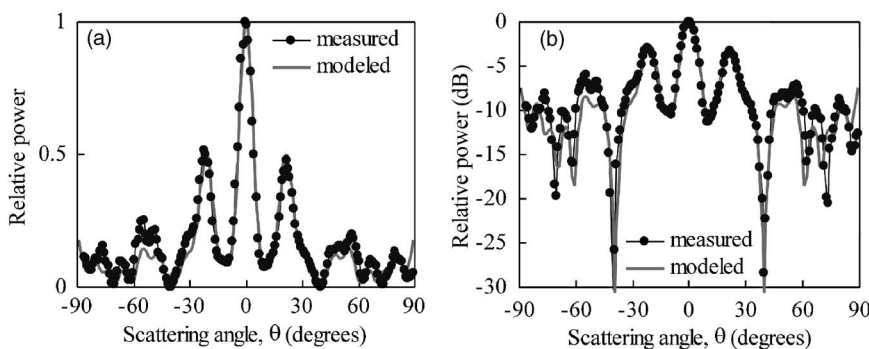 (a)
measured
modeled
1
0.5
0
Relative power
-90 -60 -30 0 30 60 90
Scattering angle, θ (degrees)
(b)
measured
modeled
0
-5
-10
-15
-20
-25
-30
Relative power (dB)
-90 -60 -30 0 30 60 90
Scattering angle, θ (degrees)